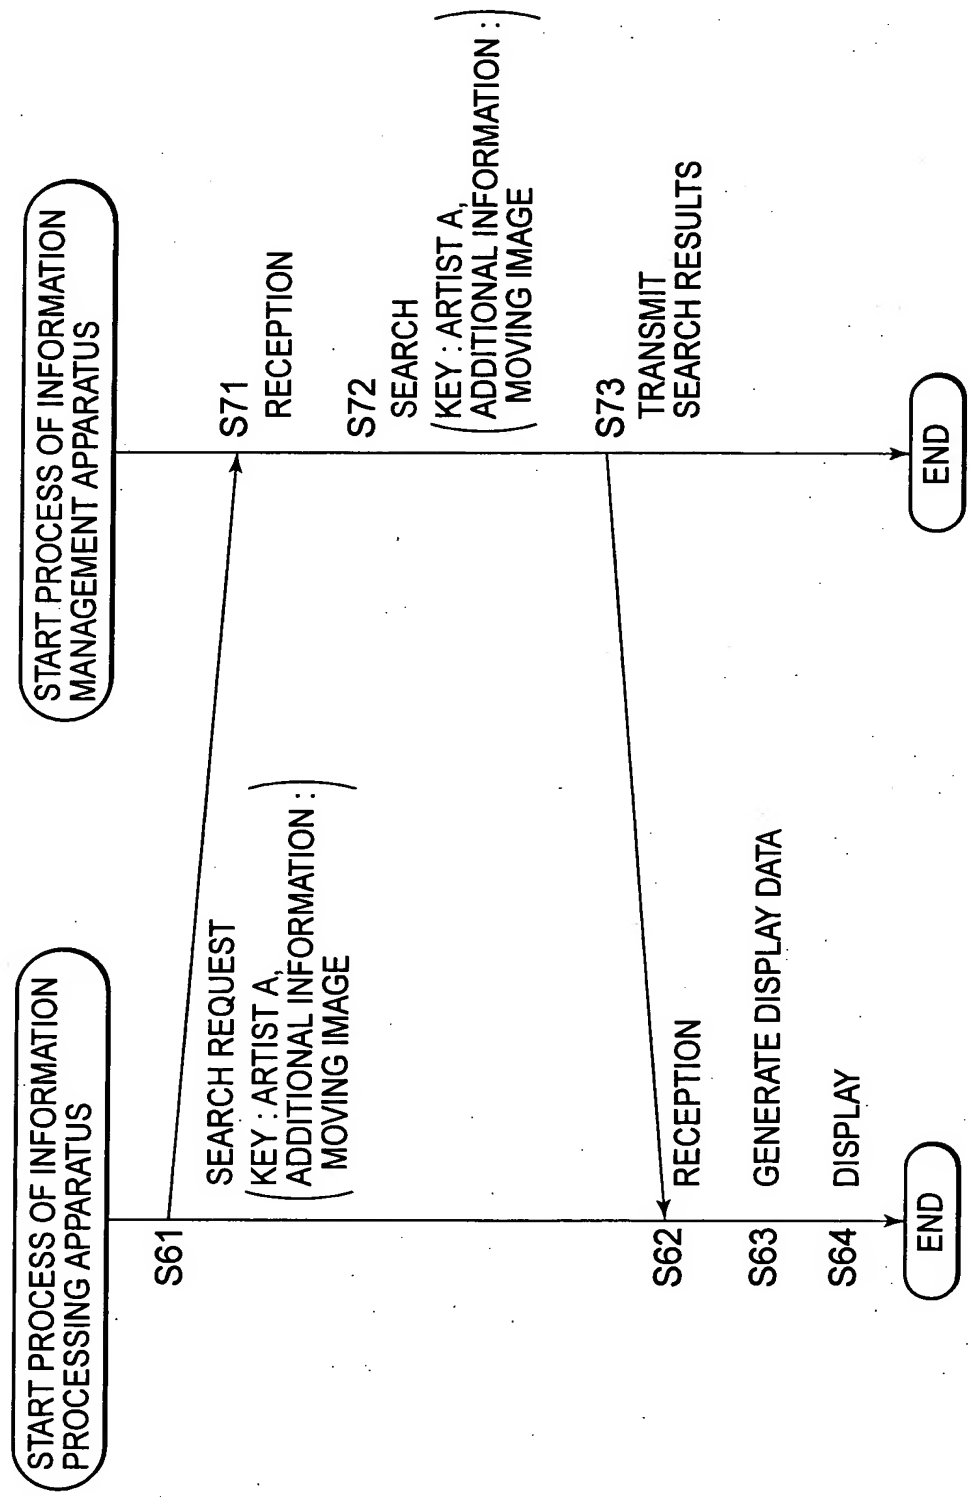 START PROCESS OF INFORMATION
PROCESSING APPARATUS
S61
SEARCH REQUEST
(KEY : ARTIST A,
ADDITIONAL INFORMATION :
MOVING IMAGE)
S62
RECEPTION
S63
GENERATE DISPLAY DATA
S64
DISPLAY
END
START PROCESS OF INFORMATION
MANAGEMENT APPARATUS
S71
RECEPTION
S72
SEARCH
(KEY : ARTIST A,
ADDITIONAL INFORMATION :
MOVING IMAGE)
S73
TRANSMIT
SEARCH RESULTS
END